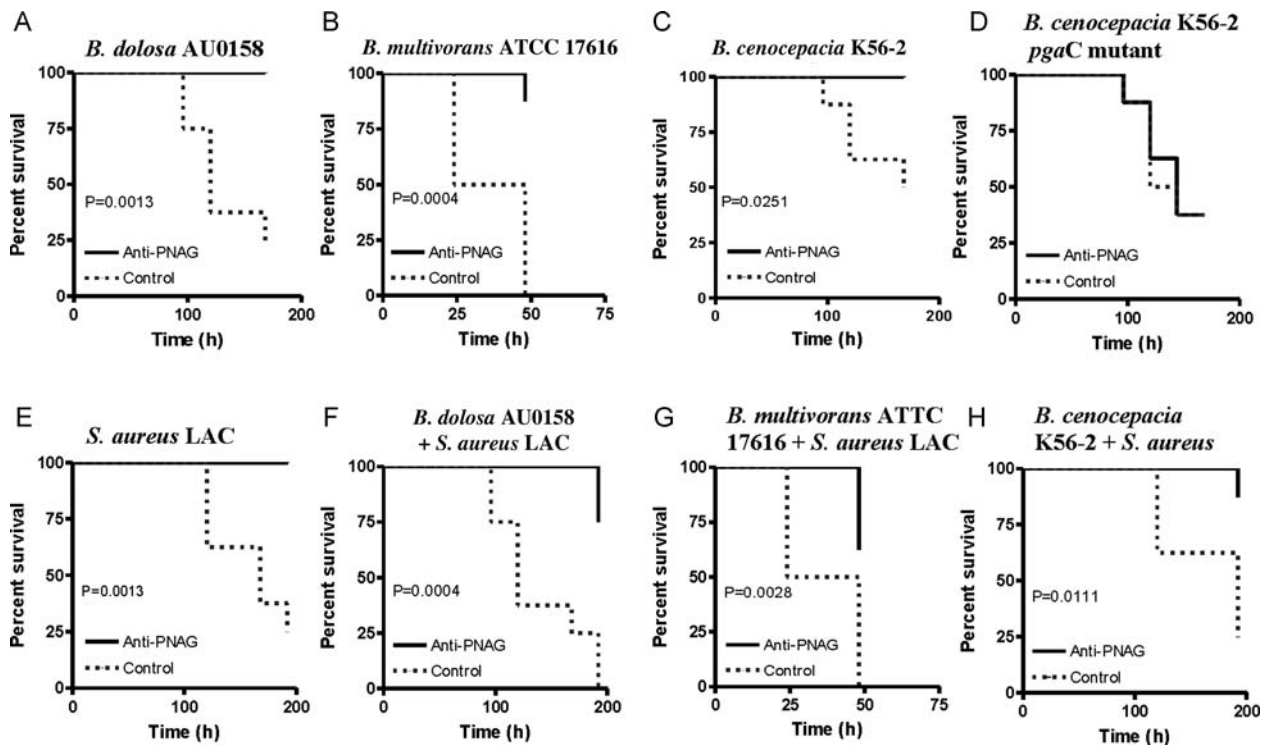 A
B. dolosa AU0158
Percent survival
100
75
50
25
0
P=0.0013
Anti-PNAG
Control
0 100 200
Time (h)
B
B. multivorans ATCC 17616
Percent survival
100
75
50
25
0
P=0.0004
Anti-PNAG
Control
0 25 50 75
Time (h)
C
B. cenocepacia K56-2
Percent survival
100
75
50
25
0
P=0.0251
Anti-PNAG
Control
0 100 200
Time (h)
D
B. cenocepacia K56-2
pgaC mutant
Percent survival
100
75
50
25
0
Anti-PNAG
Control
0 100 200
Time (h)
E
S. aureus LAC
Percent survival
100
75
50
25
0
P=0.0013
Anti-PNAG
Control
0 100 200
Time (h)
F
B. dolosa AU0158
+ S. aureus LAC
Percent survival
100
75
50
25
0
P=0.0004
Anti-PNAG
Control
0 100 200
Time (h)
G
B. multivorans ATTC
17616 + S. aureus LAC
Percent survival
100
75
50
25
0
P=0.0028
Anti-PNAG
Control
0 25 50 75
Time (h)
H
B. cenocepacia
K56-2 + S. aureus
Percent survival
100
75
50
25
0
P=0.0111
Anti-PNAG
Control
0 100 200
Time (h)